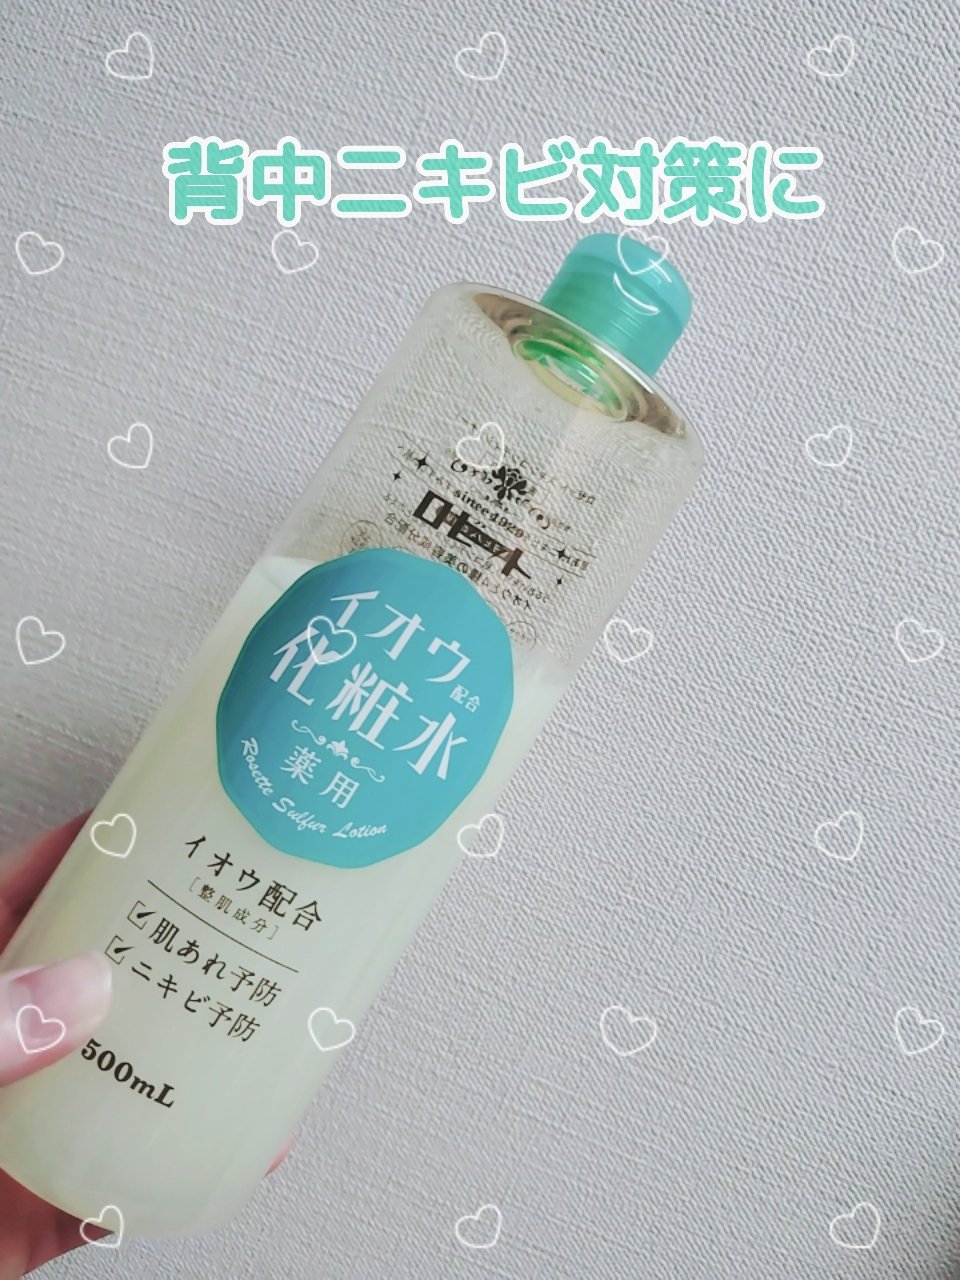 背中ニキビ対策に
since1929
ロゼット
イオウ
配合
化粧水
薬用
Rosette Sulfur Lotion
イオウ配合
[整肌成分]
肌あれ予防
ニキビ予防
500mL